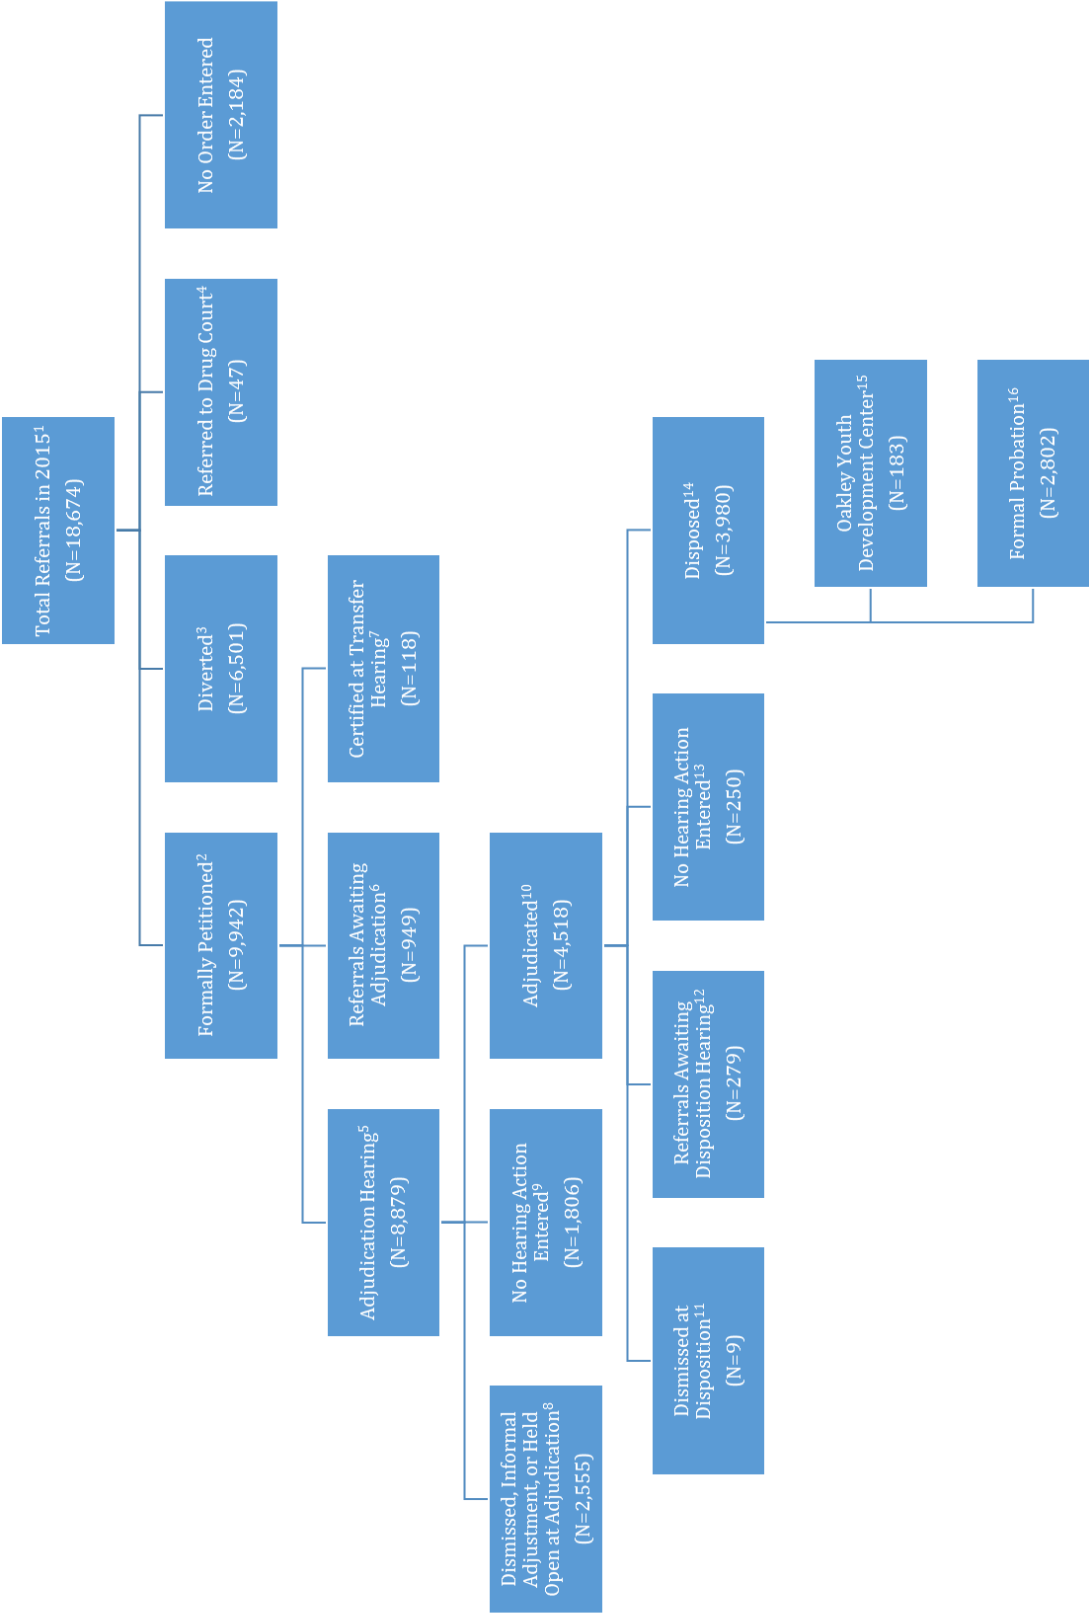 Total Referrals in 2015¹
(N=18,674)
Formally Petitioned²
(N=9,942)
Diverted³
(N=6,501)
Referred to Drug Court⁴
(N=47)
No Order Entered
(N=2,184)
Adjudication Hearing⁵
(N=8,879)
Referrals Awaiting
Adjudication⁶
(N=949)
Certified at Transfer
Hearing⁷
(N=118)
Dismissed, Informal
Adjustment, or Held
Open at Adjudication⁸
(N=2,555)
No Hearing Action
Entered⁹
(N=1,806)
Adjudicated¹⁰
(N=4,518)
Dismissed at
Disposition¹¹
(N=9)
Referrals Awaiting
Disposition Hearing¹²
(N=279)
No Hearing Action
Entered¹³
(N=250)
Disposed¹⁴
(N=3,980)
Oakley Youth
Development Center¹⁵
(N=183)
Formal Probation¹⁶
(N=2,802)